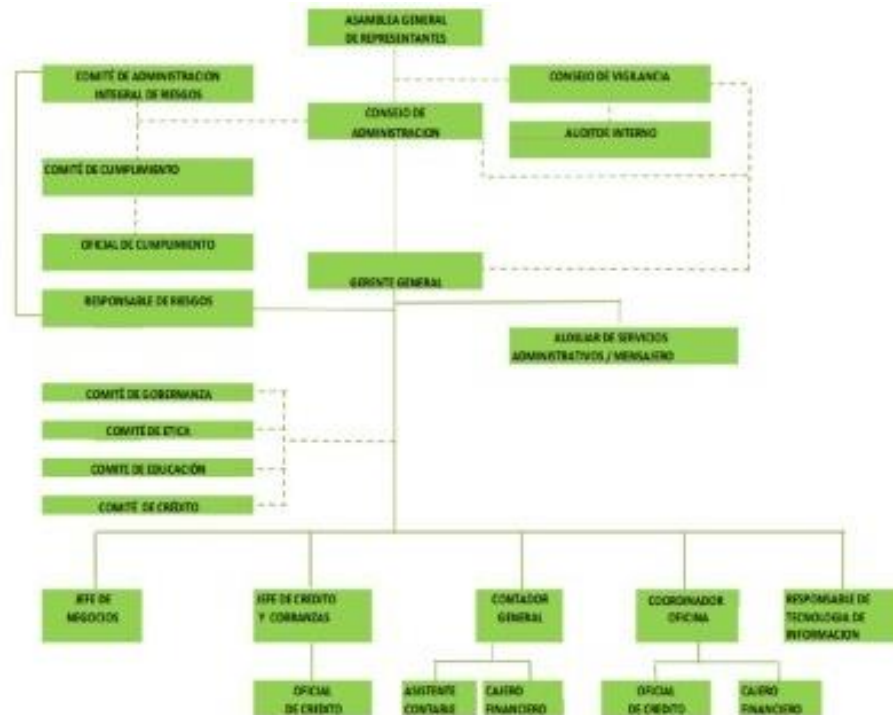 ASAMBLEA GENERAL
DE REPRESENTANTES
COMITÉ DE ADMINISTRACION
INTEGRAL DE RIESGOS
CONSEJO DE VIGILANCIA
CONSEJO DE
ADMINISTRACION
AUDITOR INTERNO
COMITÉ DE CUMPLIMIENTO
OFICIAL DE CUMPLIMIENTO
GERENTE GENERAL
RESPONSABLE DE RIESGOS
AUXILIAR DE SERVICIOS
ADMINISTRATIVOS / MENSAJERO
COMITÉ DE GOBERNANZA
COMITÉ DE ETICA
COMITE DE EDUCACIÓN
COMITÉ DE CRÉDITO
JEFE DE
NEGOCIOS
JEFE DE CREDITO
Y COBRANZAS
CONTADOR
GENERAL
COORDINADOR
OFICINA
RESPONSABLE DE
TECNOLOGIA DE
INFORMACION
OFICIAL
DE CREDITO
ASISTENTE
CONTABLE
CAJERO
FINANCIERO
OFICIAL
DE CREDITO
CAJERO
FINANCIERO